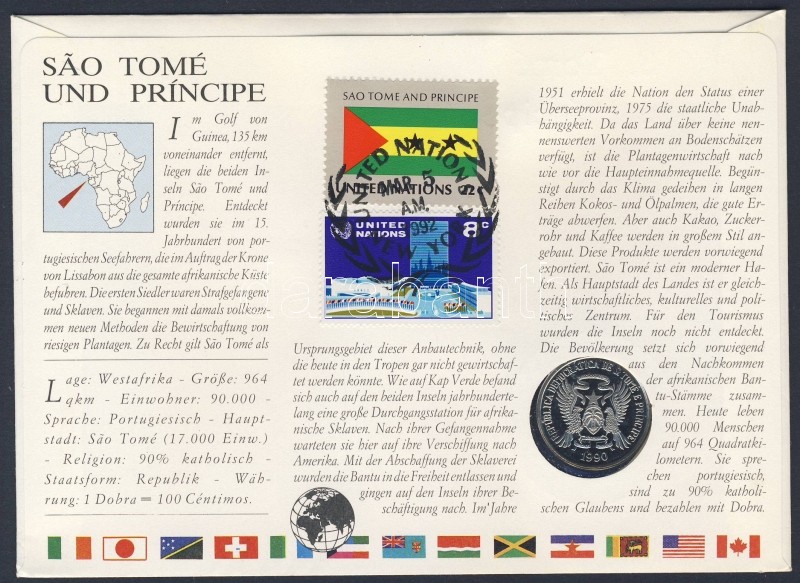 SÃO TOMÉ
UND PRÍNCIPE
Im Golf von
Guinea, 135 km
voneinander entfernt,
liegen die beiden In-
seln São Tomé und
Príncipe. Entdeckt
wurden sie im 15.
Jahrhundert von por-
tugiesischen Seefahrern, die im Auftrag der Krone
von Lissabon aus die gesamte afrikanische Küste
befuhren. Die ersten Siedler waren Strafgefangene
und Sklaven. Sie begannen mit damals vollkom-
men neuen Methoden die Bewirtschaftung von
riesigen Plantagen. Zu Recht gilt São Tomé als
Lage: Westafrika - Größe: 964
qkm - Einwohner: 90.000 -
Sprache: Portugiesisch - Haupt-
stadt: São Tomé (17.000 Einw.)
- Religion: 90% katholisch -
Staatsform: Republik - Wäh-
rung: 1 Dobra = 100 Céntimos.
SAO TOME AND PRINCIPE
UNITED NATIONS
UNITED NATIONS
MAR 5
A.M.
1992
NEW YORK
UNITED
NATIONS
8c
Ursprungsgebiet dieser Anbautechnik, ohne
die heute in den Tropen gar nicht gewirtschaf-
tet werden könnte. Wie auf Kap Verde befand
sich auch auf den beiden Inseln jahrhunderte-
lang eine große Durchgangsstation für afrika-
nische Sklaven. Nach ihrer Gefangennahme
warteten sie hier auf ihre Verschiffung nach
Amerika. Mit der Abschaffung der Sklaverei
wurden die Bantu in die Freiheit entlassen und
gingen auf den Inseln ihrer Be-
schäftigung nach. Im Jahre
1951 erhielt die Nation den Status einer
Überseeprovinz, 1975 die staatliche Unab-
hängigkeit. Da das Land über keine nen-
nenswerten Vorkommen an Bodenschätzen
verfügt, ist die Plantagenwirtschaft nach
wie vor die Haupteinnahmequelle. Begün-
stigt durch das Klima gedeihen in langen
Reihen Kokos- und Ölpalmen, die gute Er-
träge abwerfen. Aber auch Kakao, Zucker-
rohr und Kaffee werden in großem Stil an-
gebaut. Diese Produkte werden vorwiegend
exportiert. São Tomé ist ein moderner Ha-
fen. Als Hauptstadt des Landes ist er gleich-
zeitig wirtschaftliches, kulturelles und poli-
tisches Zentrum. Für den Tourismus
wurden die Inseln noch nicht entdeckt.
Die Bevölkerung setzt sich vorwiegend
aus den Nachkommen
der afrikanischen Ban-
tu-Stämme zusam-
men. Heute leben
90.000 Menschen
auf 964 Quadratki-
lometern. Sie spre-
chen portugiesisch,
sind zu 90% katholi-
schen Glaubens und bezahlen mit Dobra.
REPÚBLICA DEMOCRÁTICA DE S. TOMÉ E PRÍNCIPE
1990